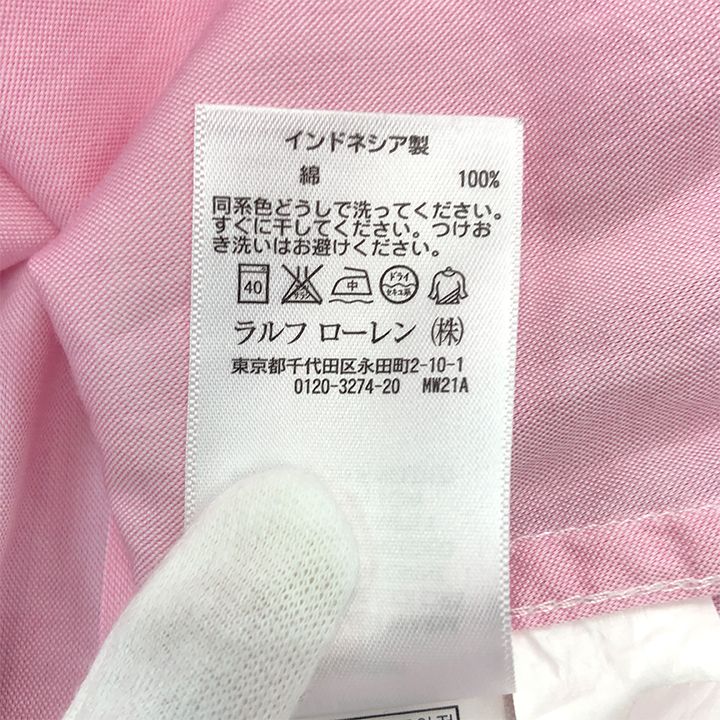 インドネシア製
綿 100%
同系色どうしで洗ってください。
すぐに干してください。つけお
き洗いはお避けください。
40 中 ドライ セキユ系
ラルフ ローレン ㈱
東京都千代田区永田町2-10-1
0120-3274-20 MW21A